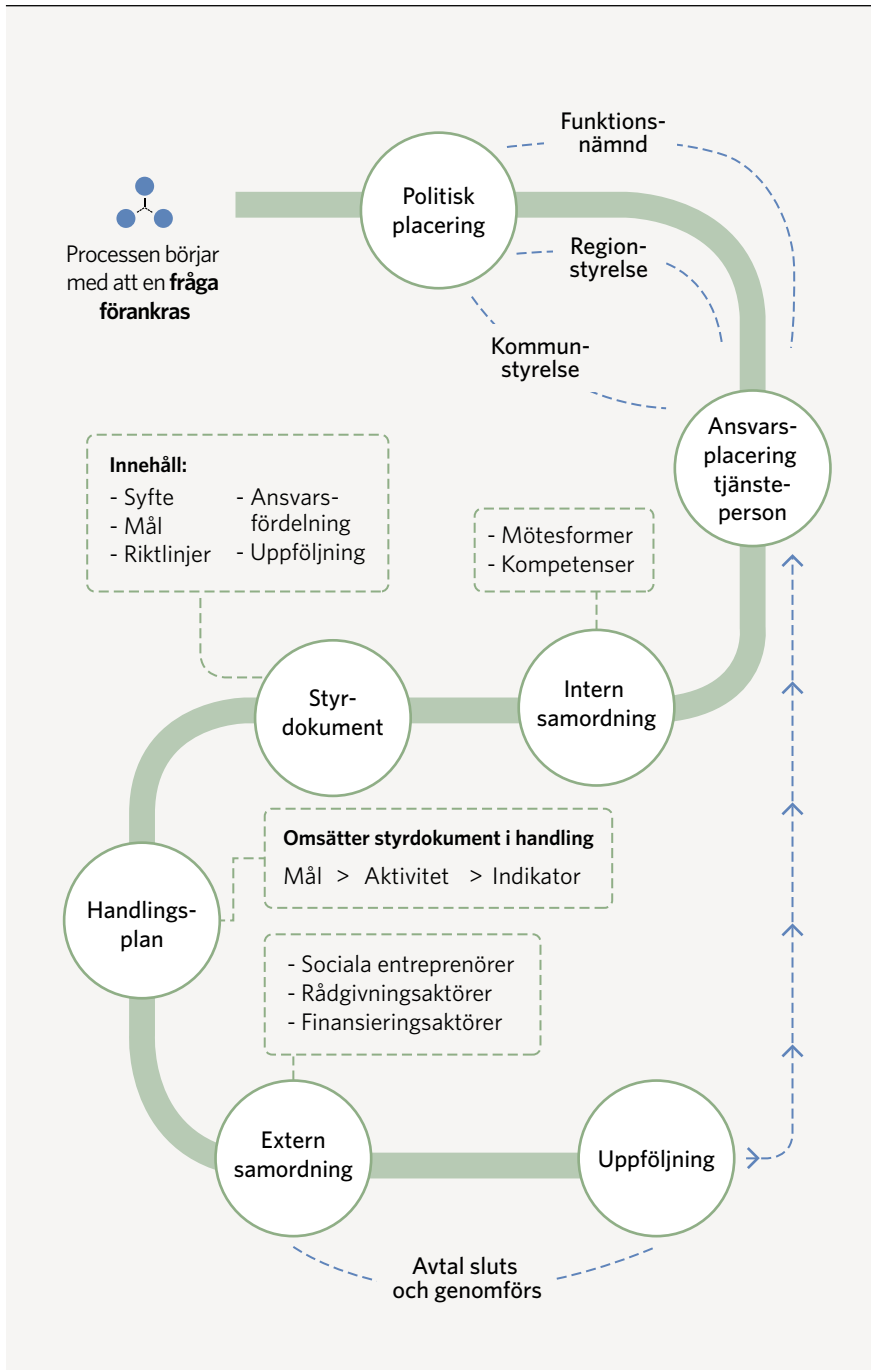 Processen börjar
med att en fråga
förankras
Politisk
placering
Funktions-
nämnd
Region-
styrelse
Kommun-
styrelse
Ansvars-
placering
tjänste-
person
- Mötesformer
- Kompetenser
Intern
samordning
Innehåll:
- Syfte
- Mål
- Riktlinjer
- Ansvars-
fördelning
- Uppföljning
Styr-
dokument
Omsätter styrdokument i handling
Mål > Aktivitet > Indikator
Handlings-
plan
- Sociala entreprenörer
- Rådgivningsaktörer
- Finansieringsaktörer
Extern
samordning
Uppföljning
Avtal sluts
och genomförs